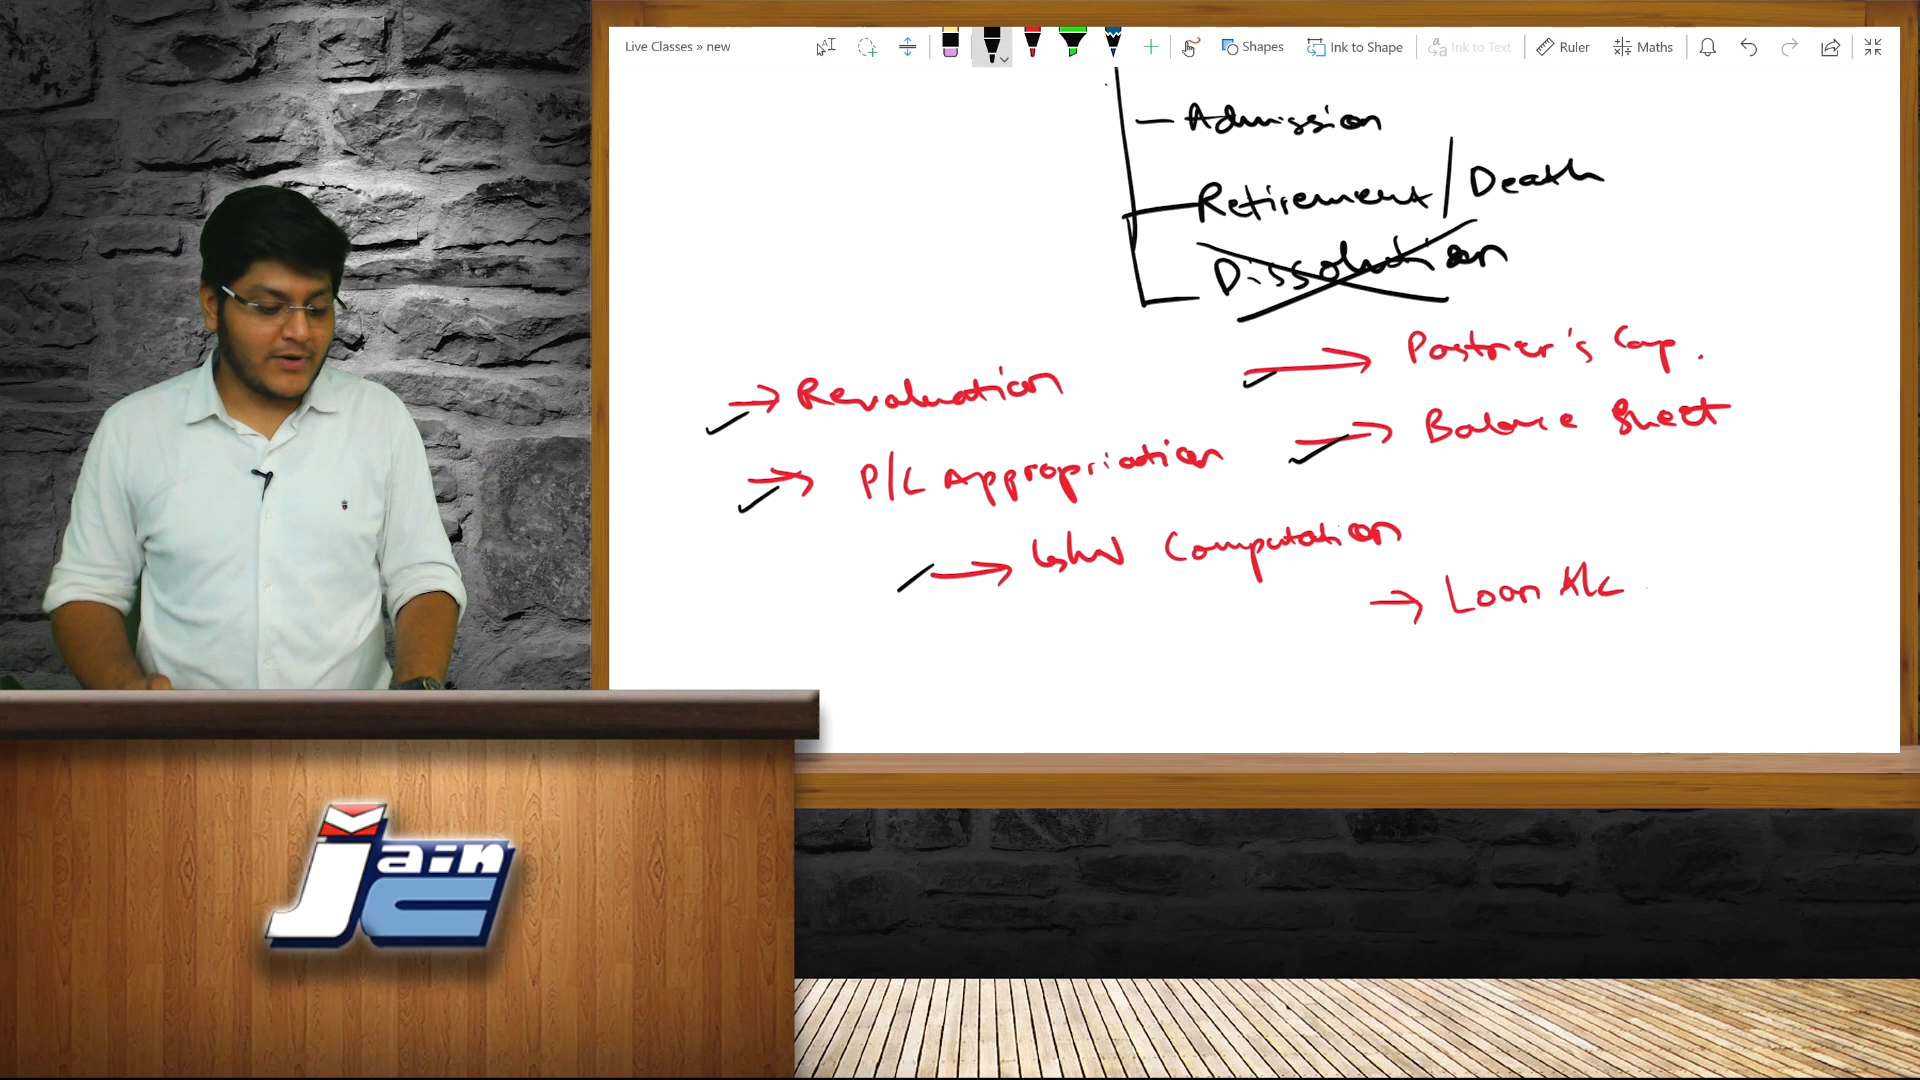 Live Classes » new
Shapes
Ink to Shape
Ink to Text
Ruler
Maths
Admission
Retirement / Death
Dissolution
→ Revaluation
→ Partner's Cap.
→ P/L Appropriation
→ Balance Sheet
→ G/W Computation
→ Loan A/c
Jain
C